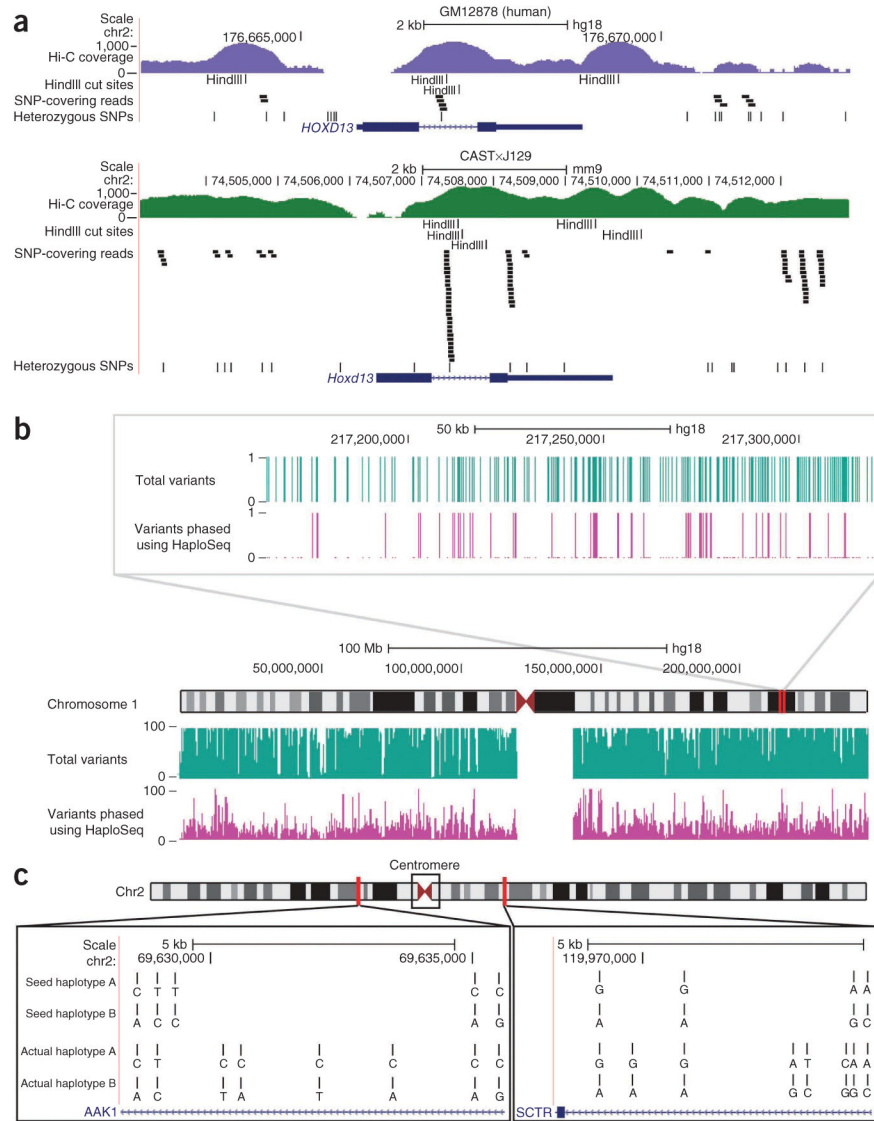 a
GM12878 (human)
Scale 2 kb hg18
chr2: 176,665,000 176,670,000
1,000
Hi-C coverage
0
HindIII cut sites HindIII HindIII HindIII
HindIII
SNP-covering reads
Heterozygous SNPs
HOXD13
CAST×J129
Scale 2 kb mm9
chr2: 74,505,000 74,506,000 74,507,000 74,508,000 74,509,000 74,510,000 74,511,000 74,512,000
1,000
Hi-C coverage
0
HindIII cut sites HindIII HindIII
HindIII HindIII
HindIII
SNP-covering reads
Heterozygous SNPs
Hoxd13
b
50 kb hg18
217,200,000 217,250,000 217,300,000
1
Total variants
0
1
Variants phased
using HaploSeq
0
100 Mb hg18
50,000,000 100,000,000 150,000,000 200,000,000
Chromosome 1
100
Total variants
0
100
Variants phased
using HaploSeq
0
c
Centromere
Chr2
Scale 5 kb
chr2: 69,630,000 69,635,000
Seed haplotype A
C T T C C
Seed haplotype B
A C C A G
Actual haplotype A
C T C C T C C C
Actual haplotype B
A C T A T A A G
AAK1
5 kb
119,970,000
G G A A
A A G C
G G G A T C A A
A A A G C G G C
SCTR